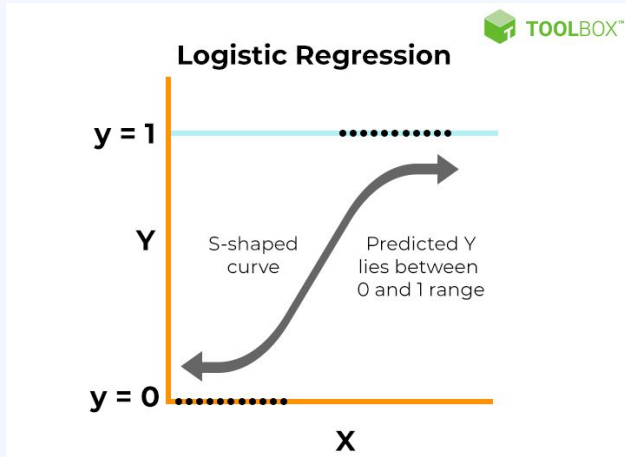 TOOLBOX™
Logistic Regression
y = 1
Y
S-shaped
curve
Predicted Y
lies between
0 and 1 range
y = 0
X